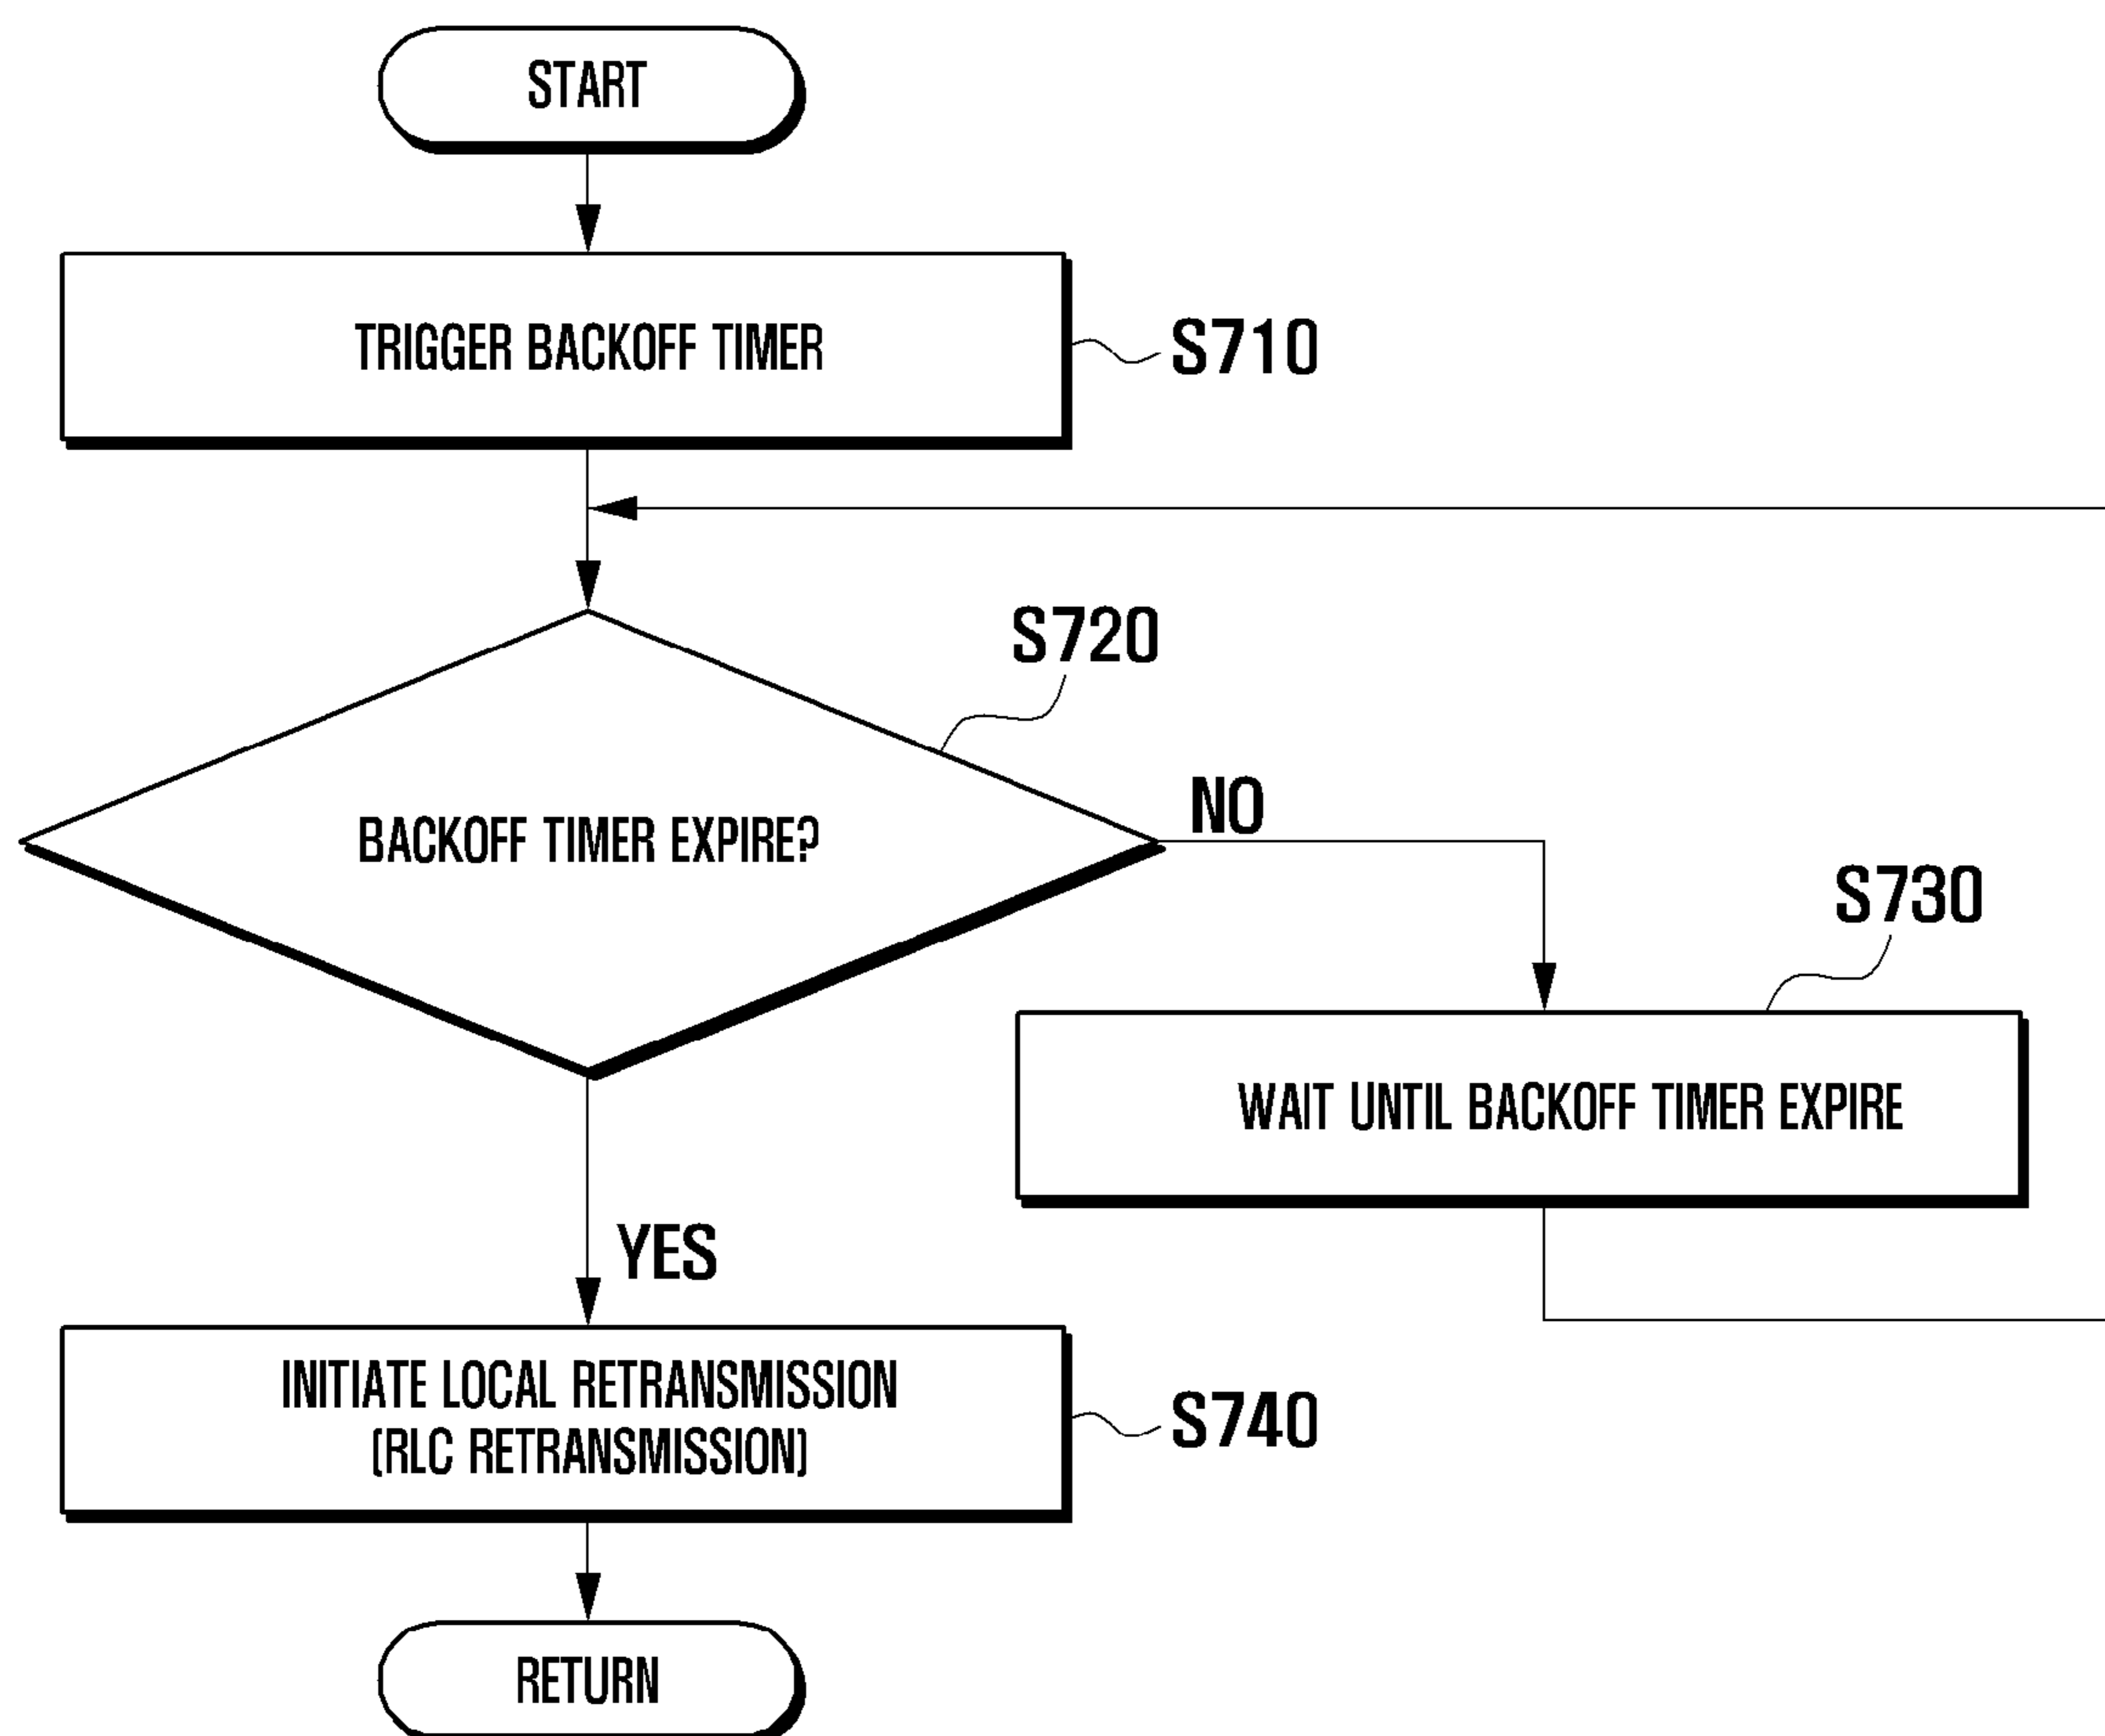 START
TRIGGER BACKOFF TIMER
S710
S720
BACKOFF TIMER EXPIRE?
NO
S730
WAIT UNTIL BACKOFF TIMER EXPIRE
YES
INITIATE LOCAL RETRANSMISSION
(RLC RETRANSMISSION)
S740
RETURN